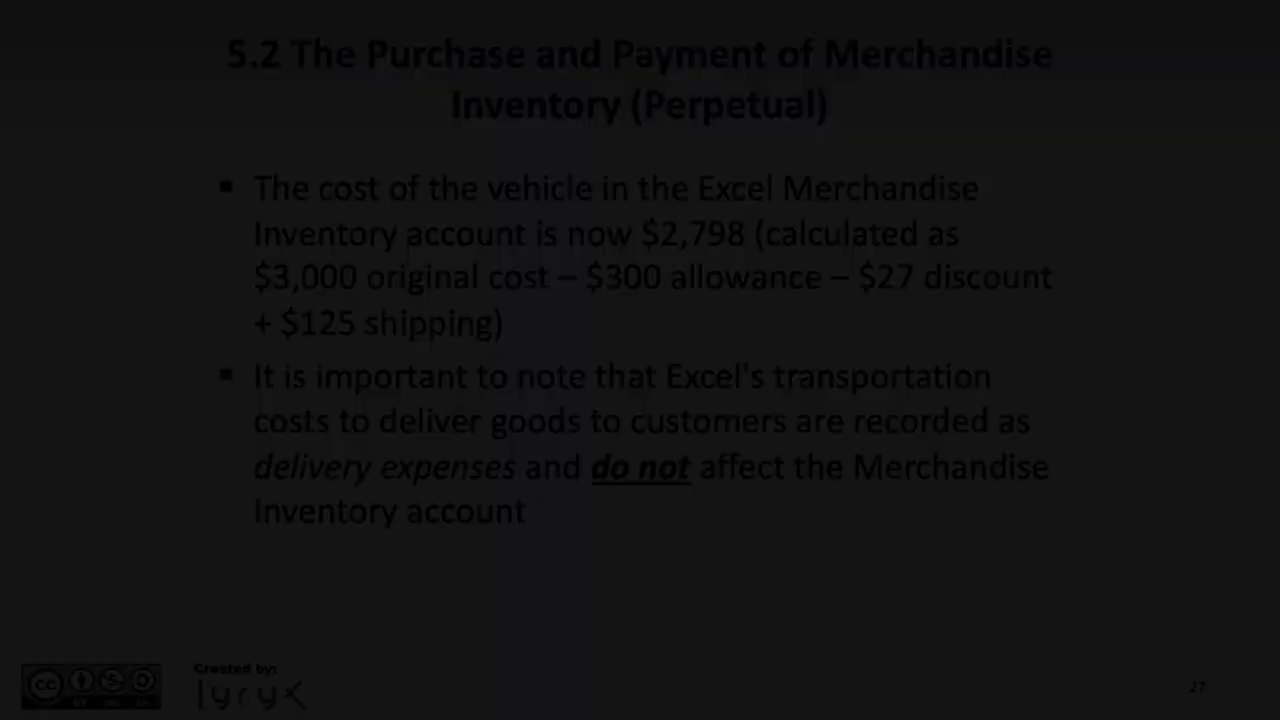 5.2 The Purchase and Payment of Merchandise
Inventory (Perpetual)
▪ The cost of the vehicle in the Excel Merchandise
Inventory account is now $2,798 (calculated as
$3,000 original cost – $300 allowance – $27 discount
+ $125 shipping)
▪ It is important to note that Excel's transportation
costs to deliver goods to customers are recorded as
delivery expenses and do not affect the Merchandise
Inventory account
cc
Created by:
lyryx
27